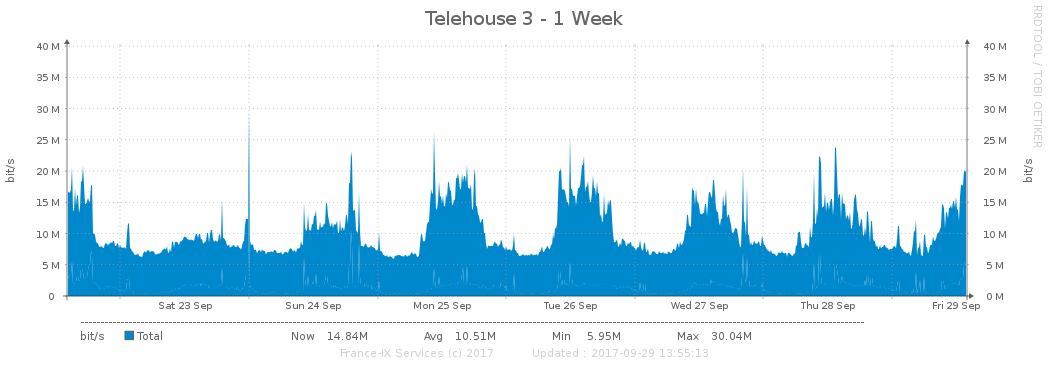 Telehouse 3 - 1 Week
RRDTOOL / TOBI OETIKER
bit/s
bit/s
40 M 40 M
35 M 35 M
30 M 30 M
25 M 25 M
20 M 20 M
15 M 15 M
10 M 10 M
5 M 5 M
0 0 M
Sat 23 Sep Sun 24 Sep Mon 25 Sep Tue 26 Sep Wed 27 Sep Thu 28 Sep Fri 29 Sep
bit/s Total Now 14.84M Avg 10.51M Min 5.95M Max 30.04M
France-IX Services (c) 2017 Updated : 2017-09-29 13:55:13